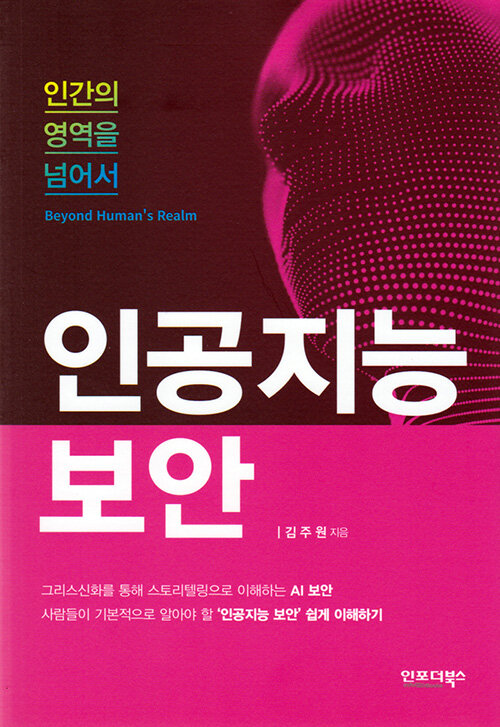 인간의
영역을
넘어서
Beyond Human's Realm
인공지능
보안
김주원 지음
그리스신화를 통해 스토리텔링으로 이해하는 AI 보안
사람들이 기본적으로 알아야 할 ‘인공지능 보안’ 쉽게 이해하기
인포더북스